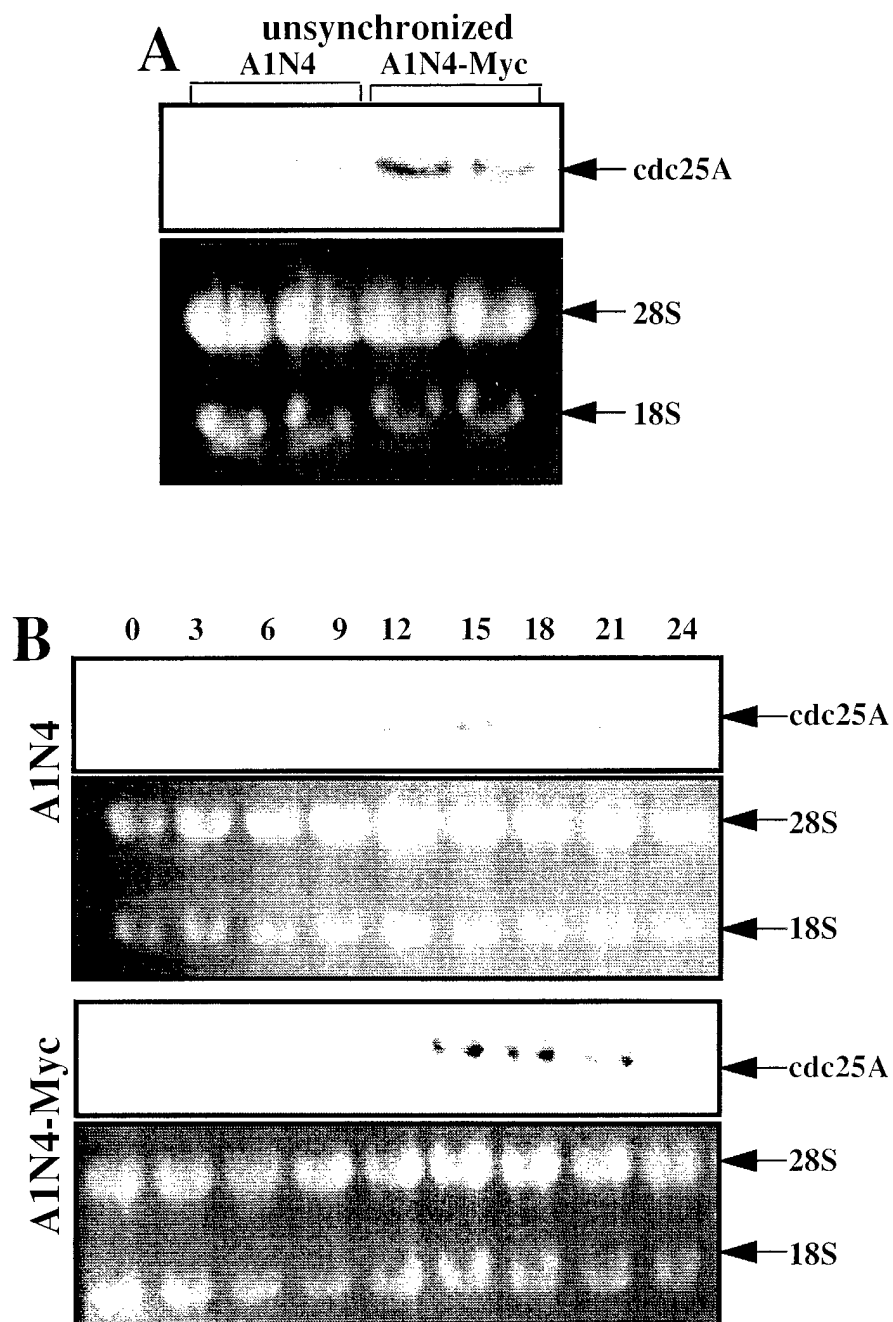 unsynchronized
A
A1N4 A1N4-Myc
cdc25A
28S
18S
B
0 3 6 9 12 15 18 21 24
A1N4
cdc25A
28S
18S
A1N4-Myc
cdc25A
28S
18S